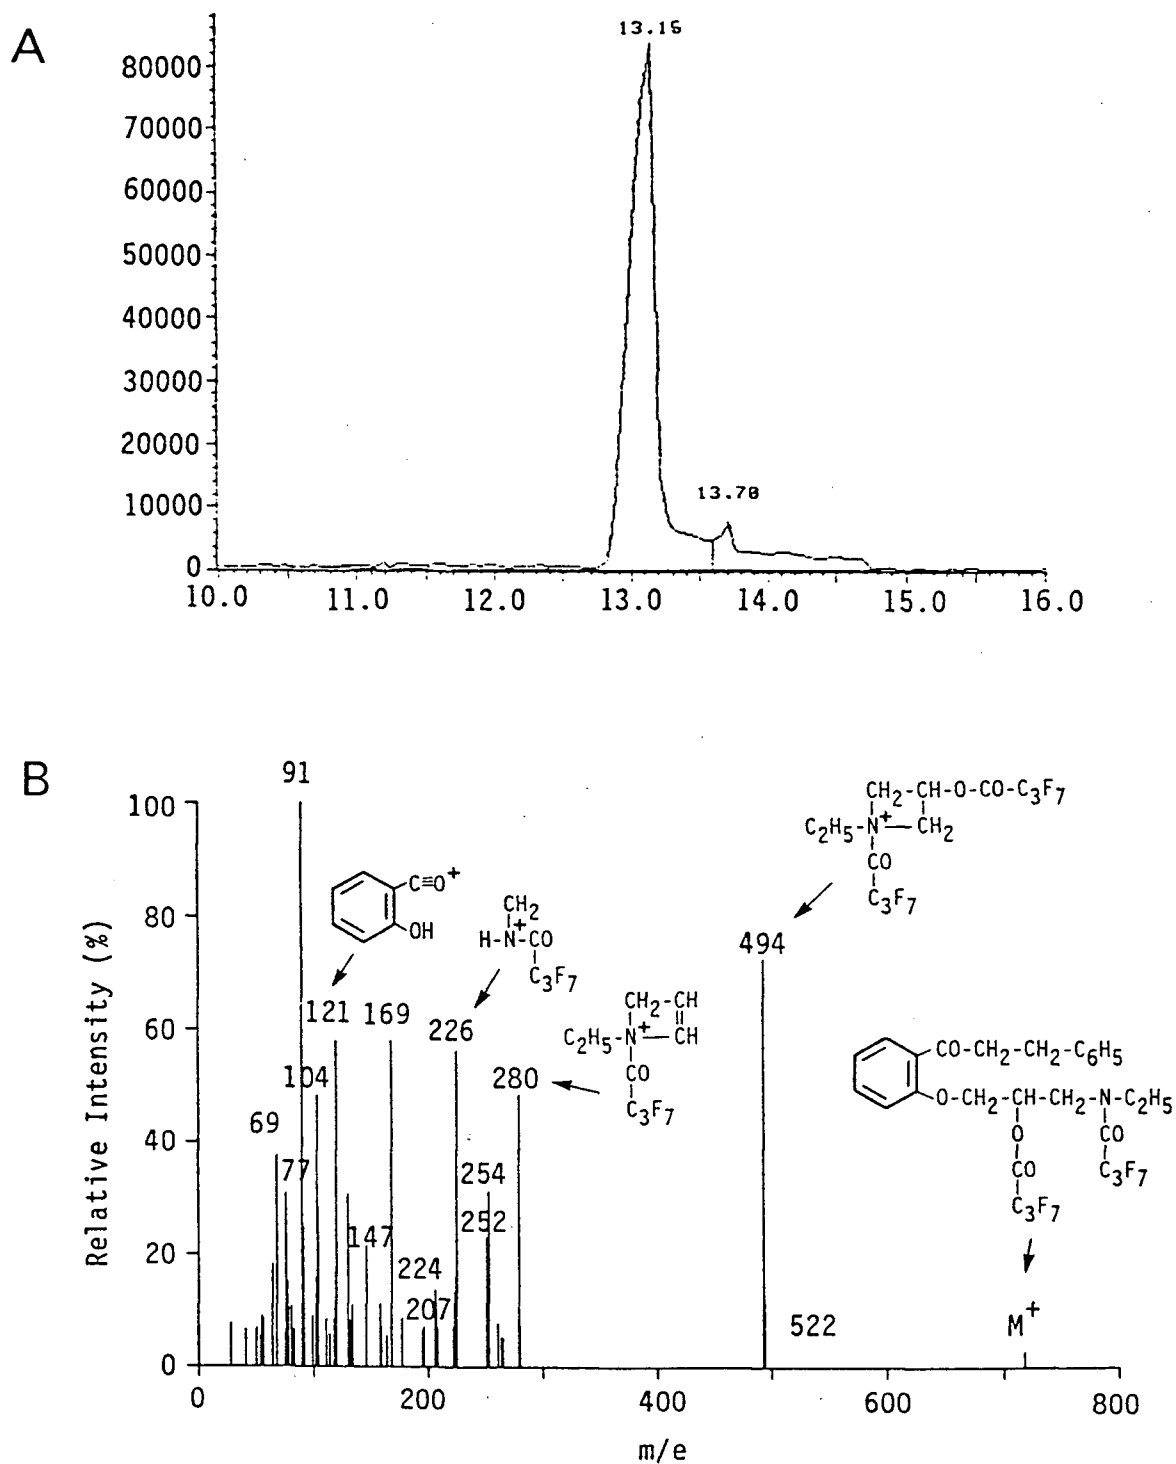 A
13.15
80000
70000
60000
50000
40000
30000
20000
13.70
10000
0
10.0 11.0 12.0 13.0 14.0 15.0 16.0
B
91
100
CH2-CH-O-CO-C3F7
C2H5-N+—CH2
CO
C3F7
C≡O+
OH
CH2
H-N+-CO
C3F7
80
494
121 169
226
CH2-CH
C2H5-N+—CH
CO
C3F7
60
104
280
CO-CH2-CH2-C6H5
O-CH2-CH-CH2-N-C2H5
O CO
CO C3F7
C3F7
69
40
77
254
252
147
224
20
207
522
M+
0
0 200 400 600 800
Relative Intensity (%)
m/e